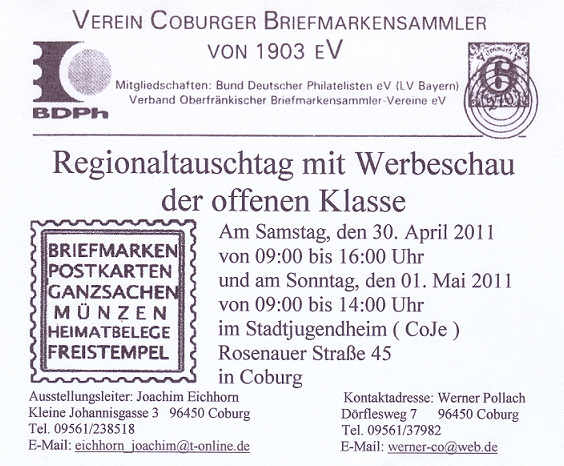 VEREIN COBURGER BRIEFMARKENSAMMLER
VON 1903 EV
Mitgliedschaften: Bund Deutscher Philatelisten eV (LV Bayern)
Verband Oberfränkischer Briefmarkensammler-Vereine eV
BDPh
6
270
Regionaltauschtag mit Werbeschau
der offenen Klasse
BRIEFMARKEN
POSTKARTEN
GANZSACHEN
MÜNZEN
HEIMATBELEGE
FREISTEMPEL
Am Samstag, den 30. April 2011
von 09:00 bis 16:00 Uhr
und am Sonntag, den 01. Mai 2011
von 09:00 bis 14:00 Uhr
im Stadtjugendheim ( CoJe )
Rosenauer Straße 45
in Coburg
Ausstellungsleiter: Joachim Eichhorn
Kleine Johannisgasse 3 96450 Coburg
Tel. 09561/238518
E-Mail: eichhorn_joachim@t-online.de
Kontaktadresse: Werner Pollach
Dörflesweg 7 96450 Coburg
Tel. 09561/37982
E-Mail: werner-co@web.de